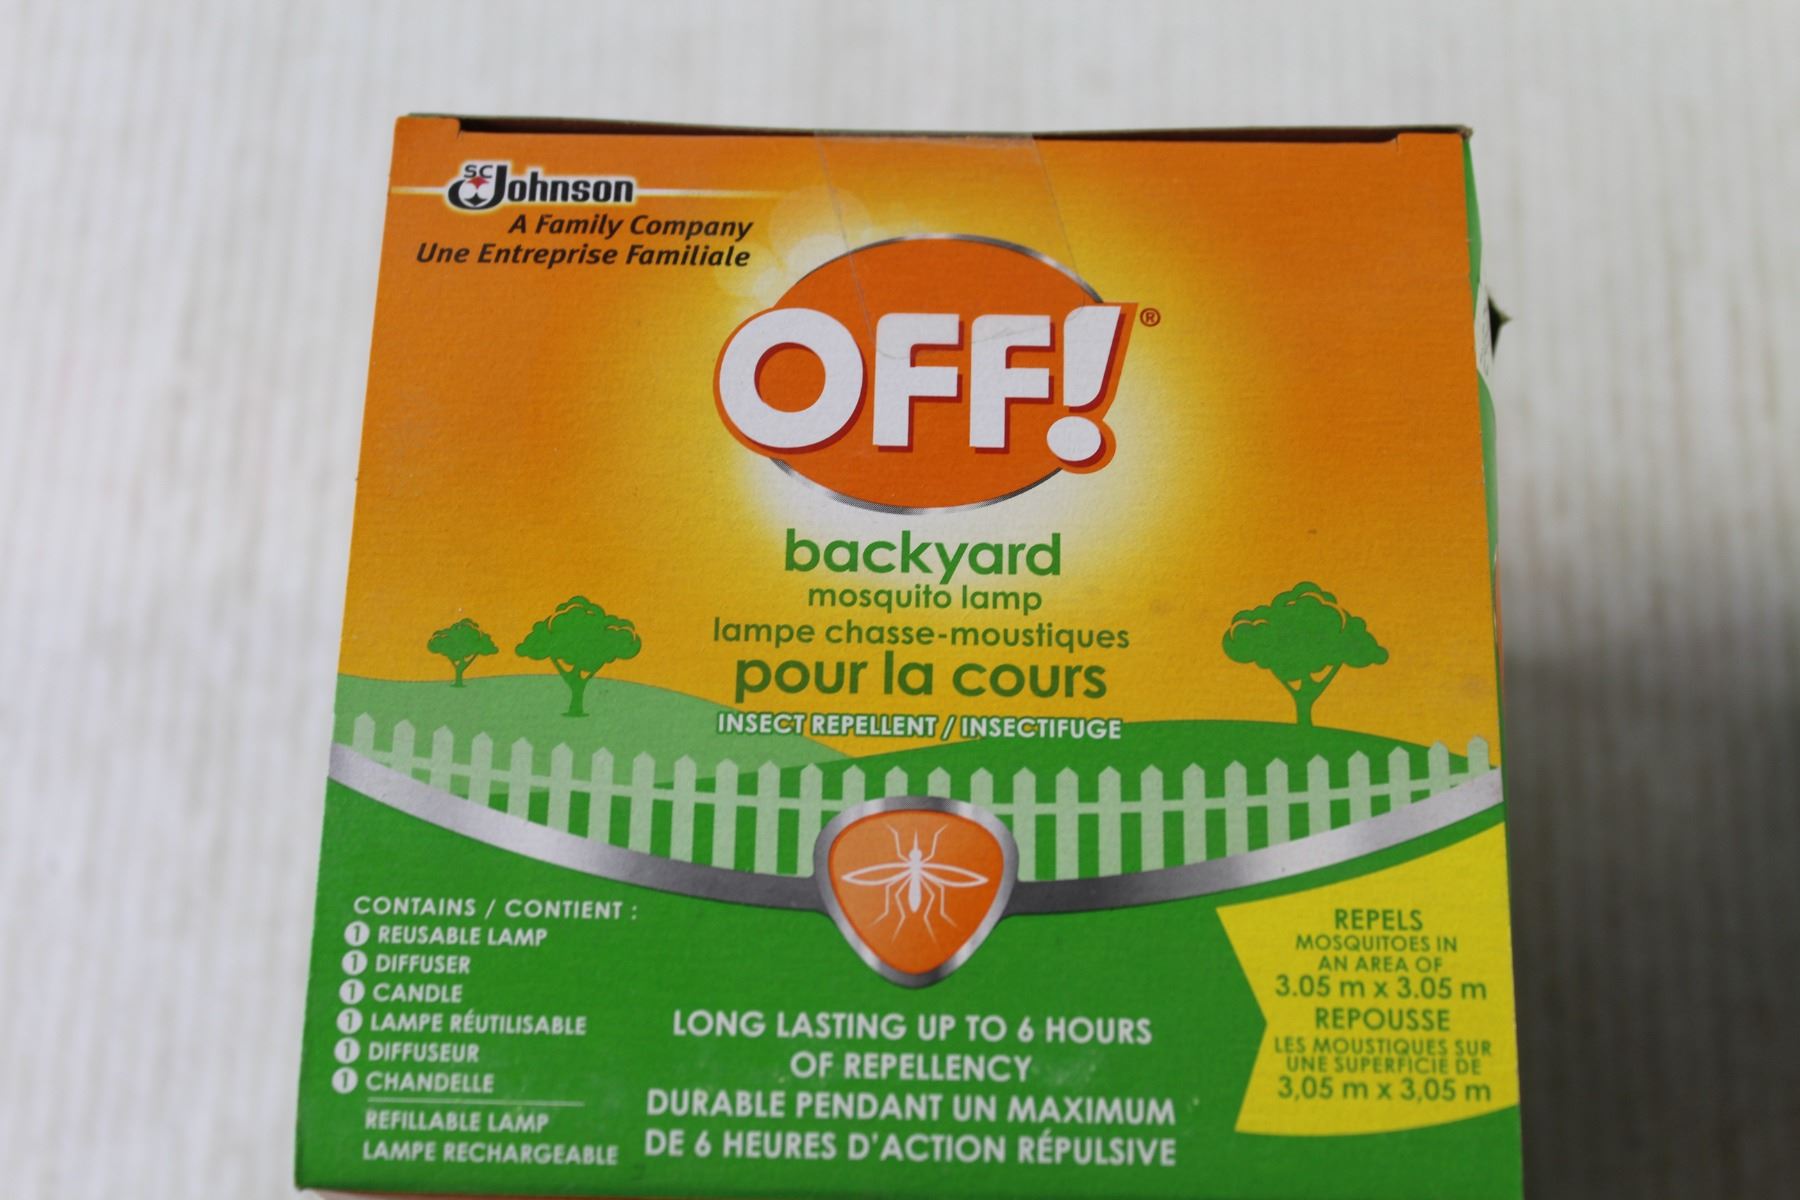 SC Johnson
A Family Company
Une Entreprise Familiale
OFF!®
backyard
mosquito lamp
lampe chasse-moustiques
pour la cours
INSECT REPELLENT / INSECTIFUGE
CONTAINS / CONTIENT :
1 REUSABLE LAMP
1 DIFFUSER
1 CANDLE
1 LAMPE RÉUTILISABLE
1 DIFFUSEUR
1 CHANDELLE
REFILLABLE LAMP
LAMPE RECHARGEABLE
LONG LASTING UP TO 6 HOURS
OF REPELLENCY
DURABLE PENDANT UN MAXIMUM
DE 6 HEURES D'ACTION RÉPULSIVE
REPELS
MOSQUITOES IN
AN AREA OF
3.05 m x 3.05 m
REPOUSSE
LES MOUSTIQUES SUR
UNE SUPERFICIE DE
3,05 m x 3,05 m